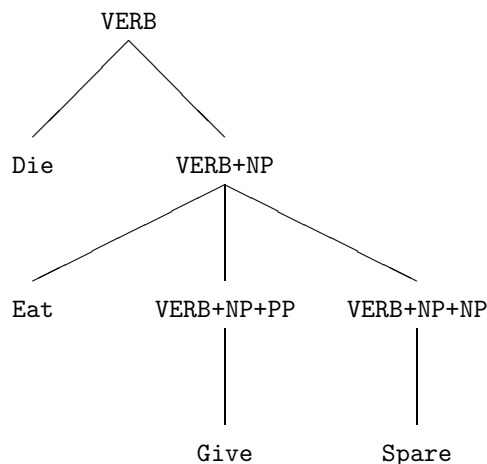 VERB
Die VERB+NP
Eat VERB+NP+PP VERB+NP+NP
Give Spare